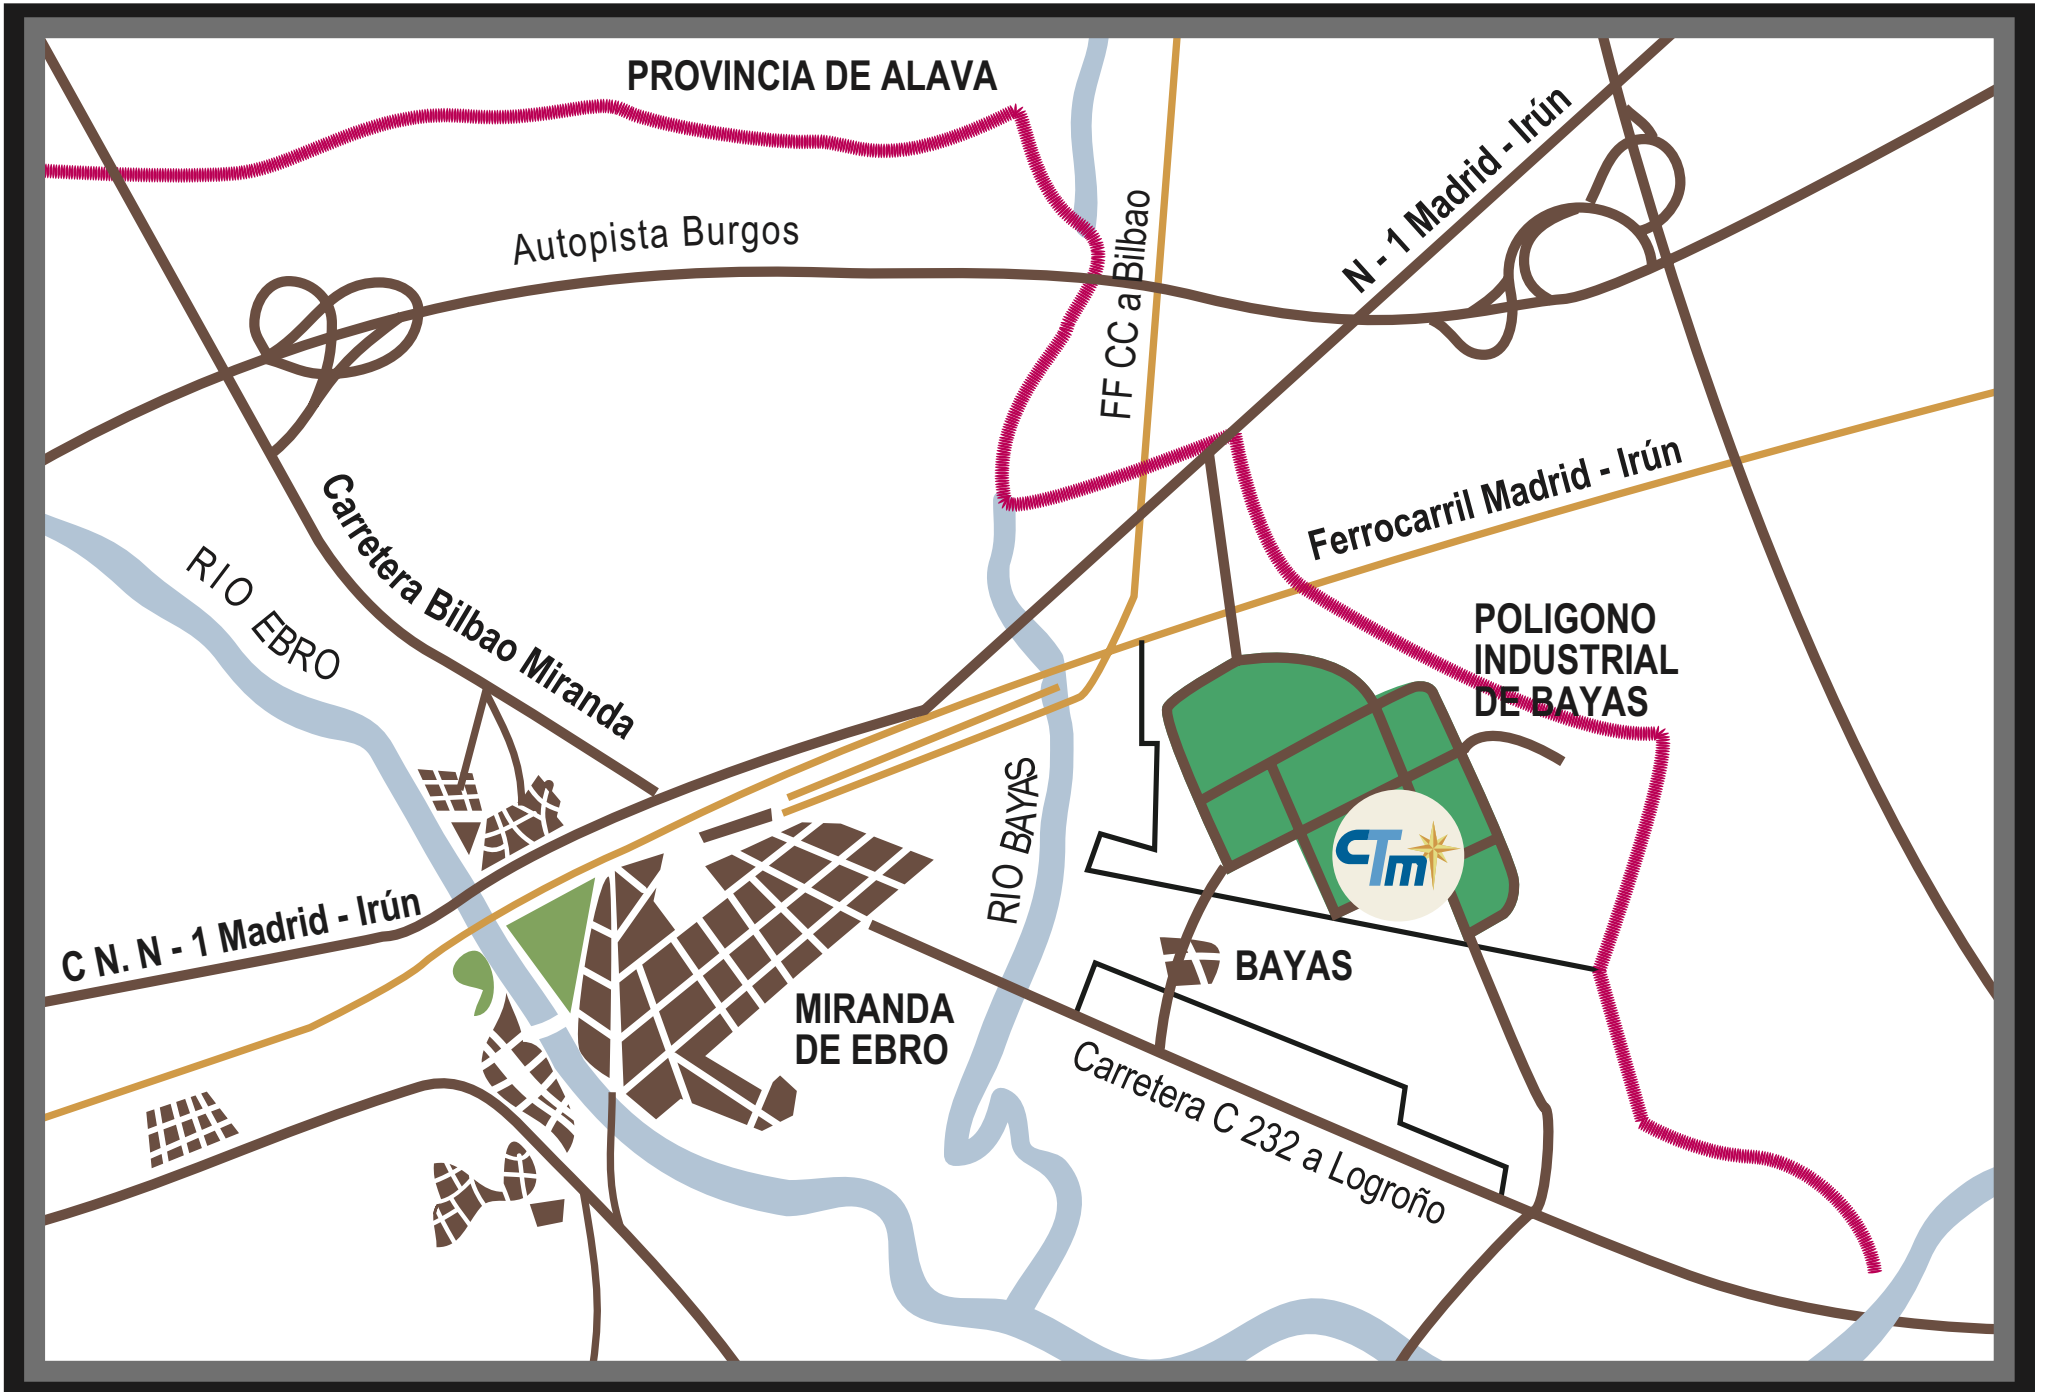 PROVINCIA DE ALAVA
Autopista Burgos
FF CC a Bilbao
N - 1 Madrid - Irún
Carretera Bilbao Miranda
Ferrocarril Madrid - Irún
RIO EBRO
POLIGONO
INDUSTRIAL
DE BAYAS
RIO BAYAS
CTm
C N. N - 1 Madrid - Irún
BAYAS
MIRANDA
DE EBRO
Carretera C 232 a Logroño